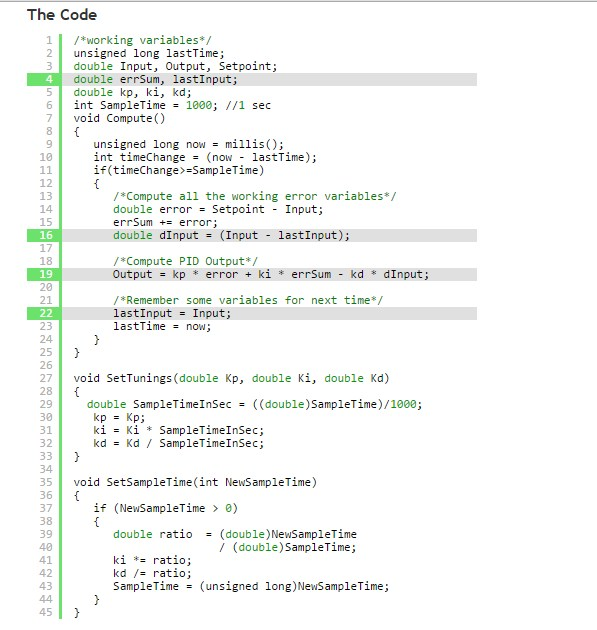 The Code
1 /*working variables*/
2 unsigned long lastTime;
3 double Input, Output, Setpoint;
4 double errSum, lastInput;
5 double kp, ki, kd;
6 int SampleTime = 1000; //1 sec
7 void Compute()
8 {
9    unsigned long now = millis();
10    int timeChange = (now - lastTime);
11    if(timeChange>=SampleTime)
12    {
13       /*Compute all the working error variables*/
14       double error = Setpoint - Input;
15       errSum += error;
16       double dInput = (Input - lastInput);
17
18       /*Compute PID Output*/
19       Output = kp * error + ki * errSum - kd * dInput;
20
21       /*Remember some variables for next time*/
22       lastInput = Input;
23       lastTime = now;
24    }
25 }
26
27 void SetTunings(double Kp, double Ki, double Kd)
28 {
29   double SampleTimeInSec = ((double)SampleTime)/1000;
30    kp = Kp;
31    ki = Ki * SampleTimeInSec;
32    kd = Kd / SampleTimeInSec;
33 }
34
35 void SetSampleTime(int NewSampleTime)
36 {
37    if (NewSampleTime > 0)
38    {
39       double ratio  = (double)NewSampleTime
40                       / (double)SampleTime;
41       ki *= ratio;
42       kd /= ratio;
43       SampleTime = (unsigned long)NewSampleTime;
44    }
45 }